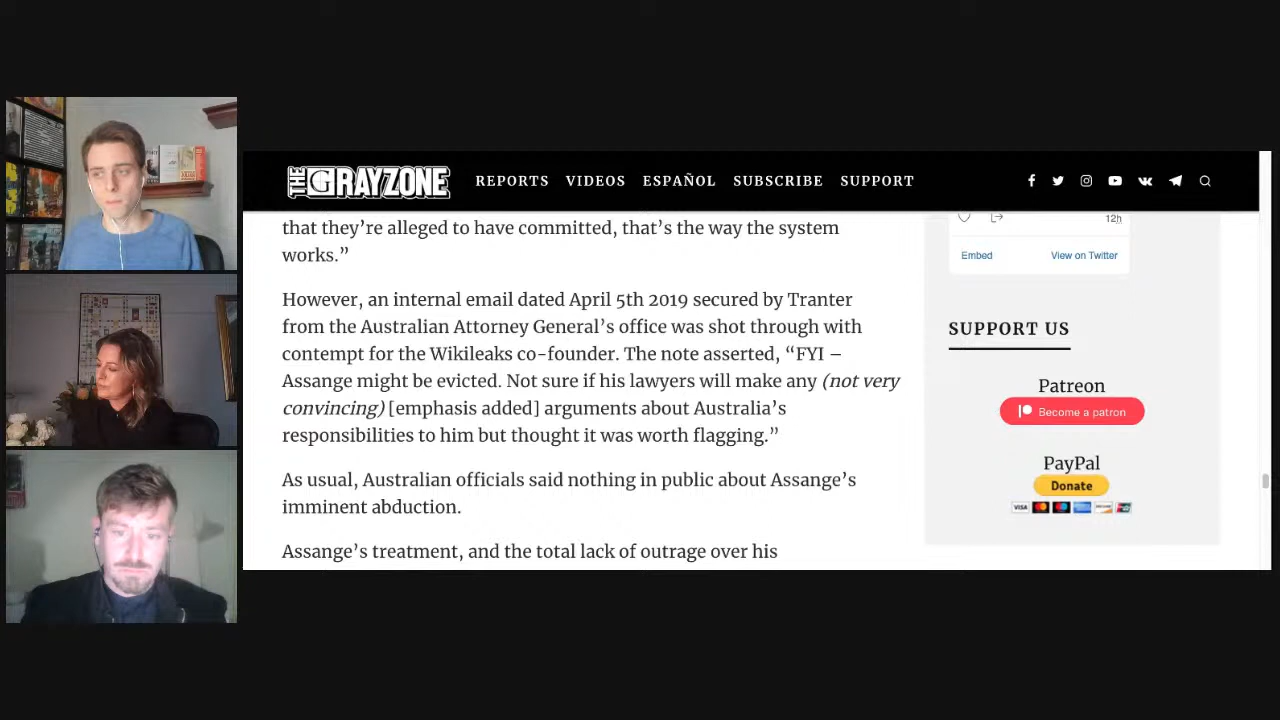 THE GRAYZONE
REPORTS VIDEOS ESPAÑOL SUBSCRIBE SUPPORT
that they’re alleged to have committed, that’s the way the system
works.”
However, an internal email dated April 5th 2019 secured by Tranter
from the Australian Attorney General’s office was shot through with
contempt for the Wikileaks co-founder. The note asserted, “FYI –
Assange might be evicted. Not sure if his lawyers will make any (not very
convincing) [emphasis added] arguments about Australia’s
responsibilities to him but thought it was worth flagging.”
As usual, Australian officials said nothing in public about Assange’s
imminent abduction.
Assange’s treatment, and the total lack of outrage over his
12h
Embed View on Twitter
SUPPORT US
Patreon
Become a patron
PayPal
Donate
VISA